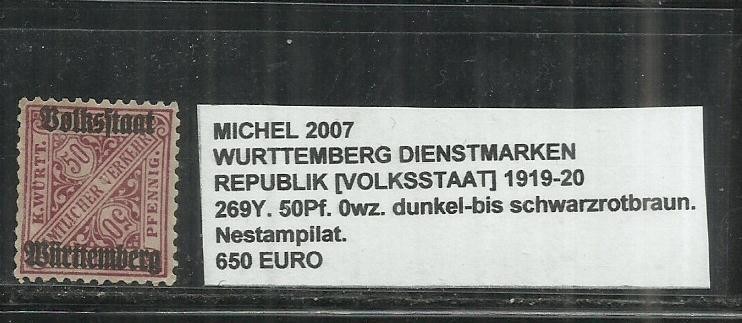 Volksstaat
K.WÜRTT.
50
AMTLICHER VERKEHR
50
PFENNIG.
Württemberg
MICHEL 2007
WURTTEMBERG DIENSTMARKEN
REPUBLIK [VOLKSSTAAT] 1919-20
269Y. 50Pf. 0wz. dunkel-bis schwarzrotbraun.
Nestampilat.
650 EURO